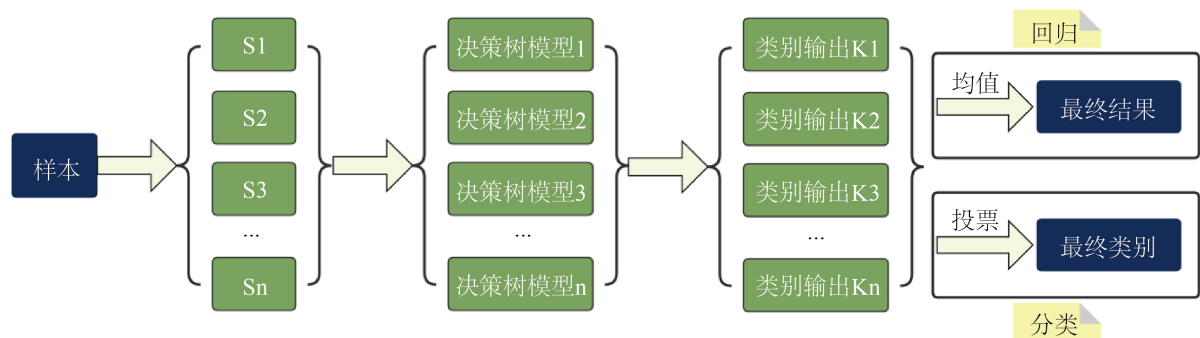 样本
S1
S2
S3
...
Sn
决策树模型1
决策树模型2
决策树模型3
...
决策树模型n
类别输出K1
类别输出K2
类别输出K3
...
类别输出Kn
回归
均值
最终结果
投票
最终类别
分类